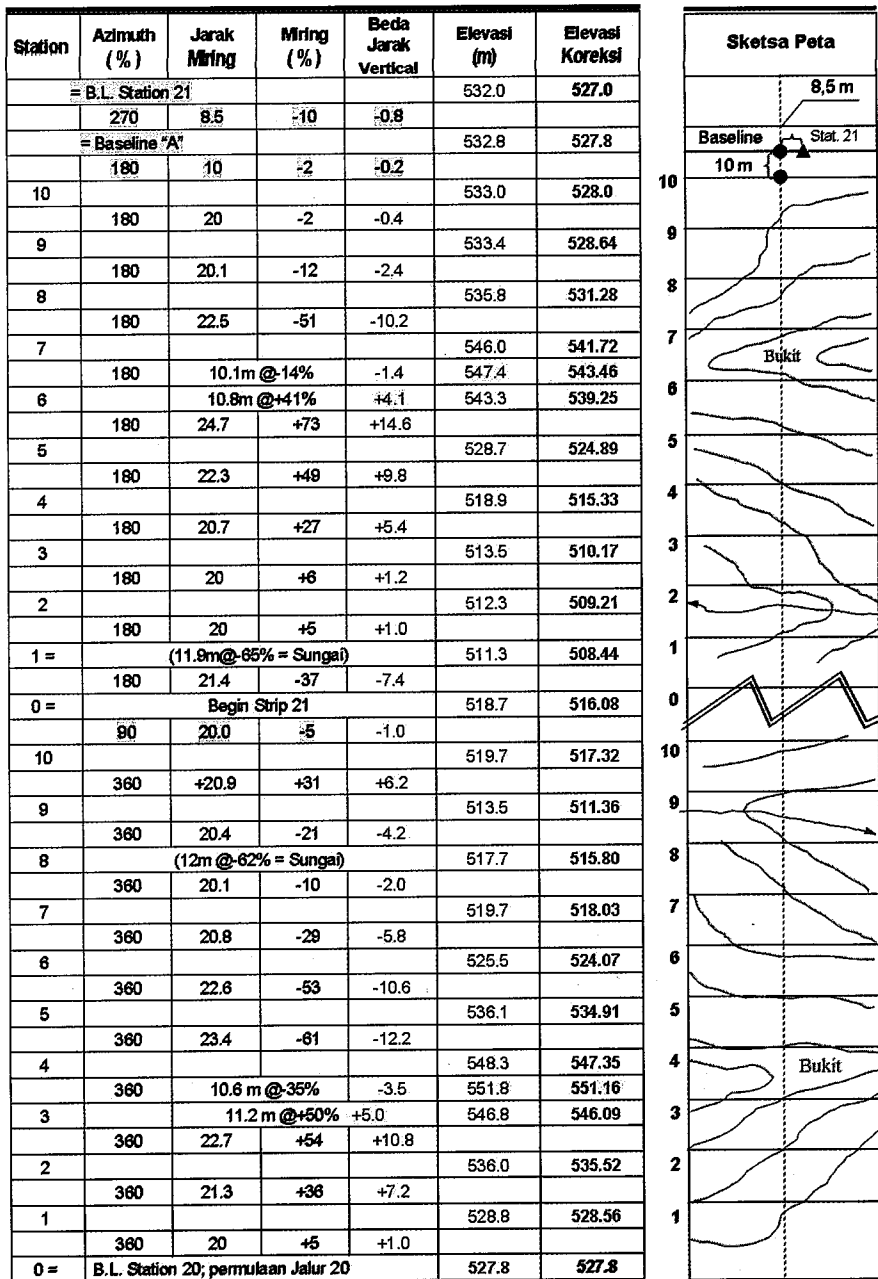 Station Azimuth ( % ) Jarak Miring Miring ( % ) Beda Jarak Vertical Elevasi (m) Elevasi Koreksi
= B.L. Station 21 532.0 527.0
270 8.5 -10 -0.8
= Baseline "A" 532.8 527.8
180 10 -2 -0.2
10 533.0 528.0
180 20 -2 -0.4
9 533.4 528.64
180 20.1 -12 -2.4
8 535.8 531.28
180 22.5 -51 -10.2
7 546.0 541.72
180 10.1m @-14% -1.4 547.4 543.46
6 10.8m @+41% +4.1 543.3 539.25
180 24.7 +73 +14.6
5 528.7 524.89
180 22.3 +49 +9.8
4 518.9 515.33
180 20.7 +27 +5.4
3 513.5 510.17
180 20 +6 +1.2
2 512.3 509.21
180 20 +5 +1.0
1 = (11.9m@-65% = Sungai) 511.3 508.44
180 21.4 -37 -7.4
0 = Begin Strip 21 518.7 516.08
90 20.0 -5 -1.0
10 519.7 517.32
360 +20.9 +31 +6.2
9 513.5 511.36
360 20.4 -21 -4.2
8 (12m @-62% = Sungai) 517.7 515.80
360 20.1 -10 -2.0
7 519.7 518.03
360 20.8 -29 -5.8
6 525.5 524.07
360 22.6 -53 -10.6
5 536.1 534.91
360 23.4 -61 -12.2
4 548.3 547.35
360 10.6 m @-35% -3.5 551.8 551.16
3 11.2 m @+50% +5.0 546.8 546.09
360 22.7 +54 +10.8
2 536.0 535.52
360 21.3 +36 +7.2
1 528.8 528.56
360 20 +5 +1.0
0 = B.L. Station 20; permulaan Jalur 20 527.8 527.8
Sketsa Peta
8,5 m
Baseline Stat. 21
10 m
10
9
8
7
Bukit
6
5
4
3
2
1
0
10
9
8
7
6
5
4 Bukit
3
2
1